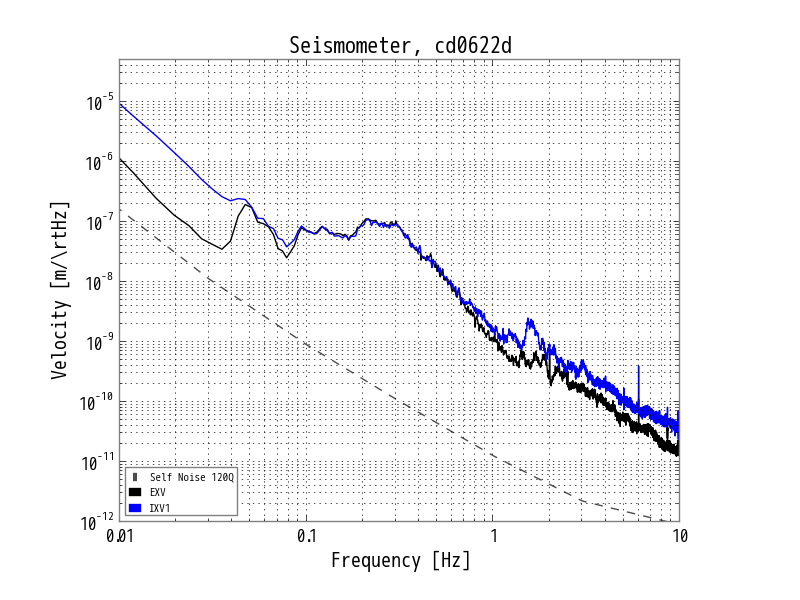 Seismometer, cd0622d
Velocity [m/\rtHz]
10^-5
10^-6
10^-7
10^-8
10^-9
10^-10
10^-11
10^-12
Self Noise 120Q
EXV
IXV1
0.01
0.1
1
10
Frequency [Hz]